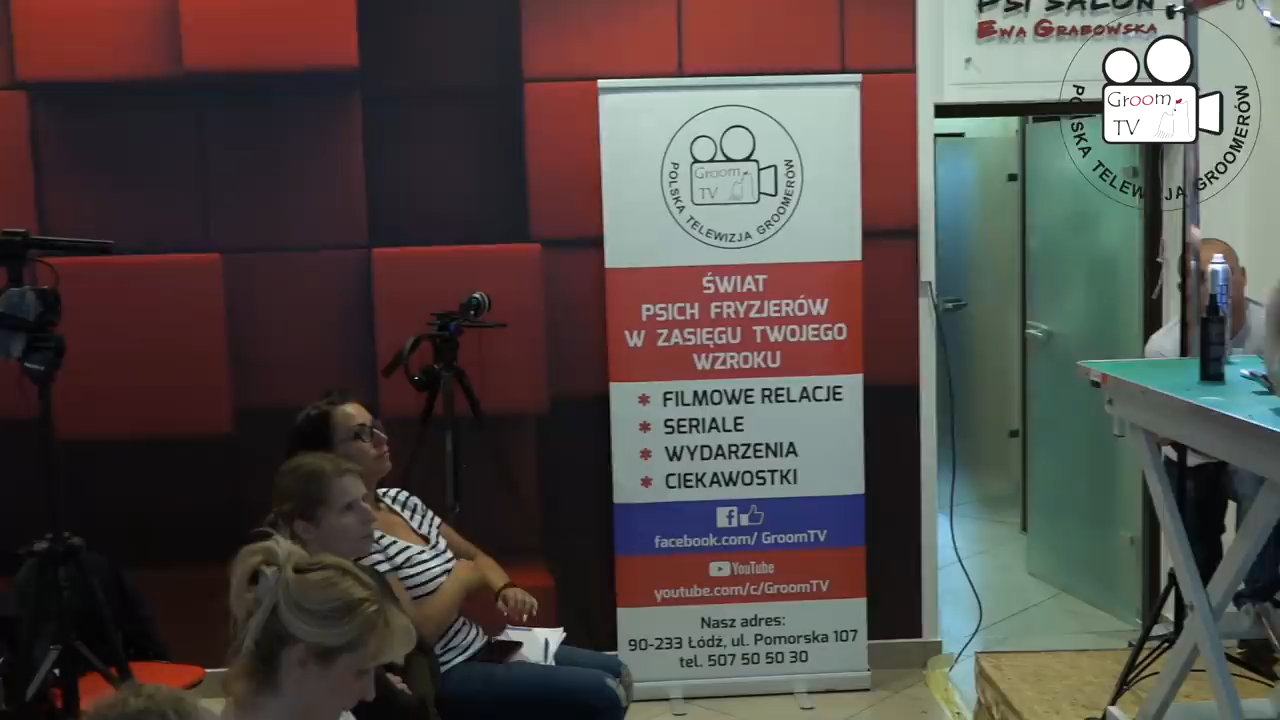 PSI SALON
EWA GRABOWSKA
Groom
TV
POLSKA TELEWIZJA GROOMERÓW
Groom
TV
POLSKA TELEWIZJA GROOMERÓW
ŚWIAT
PSICH FRYZJERÓW
W ZASIĘGU TWOJEGO
WZROKU
* FILMOWE RELACJE
* SERIALE
* WYDARZENIA
* CIEKAWOSTKI
facebook.com/ GroomTV
YouTube
youtube.com/c/GroomTV
Nasz adres:
90-233 Łódź, ul. Pomorska 107
tel. 507 50 50 30